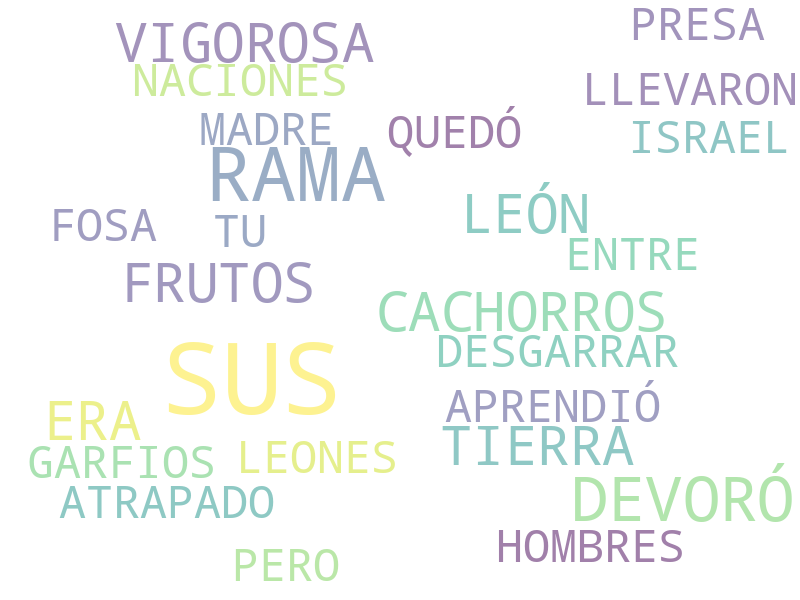 VIGOROSA
PRESA
NACIONES
LLEVARON
MADRE
QUEDÓ
ISRAEL
RAMA
LEÓN
FOSA
TU
ENTRE
FRUTOS
CACHORROS
DESGARRAR
SUS
APRENDIÓ
ERA
TIERRA
GARFIOS
LEONES
ATRAPADO
DEVORÓ
HOMBRES
PERO